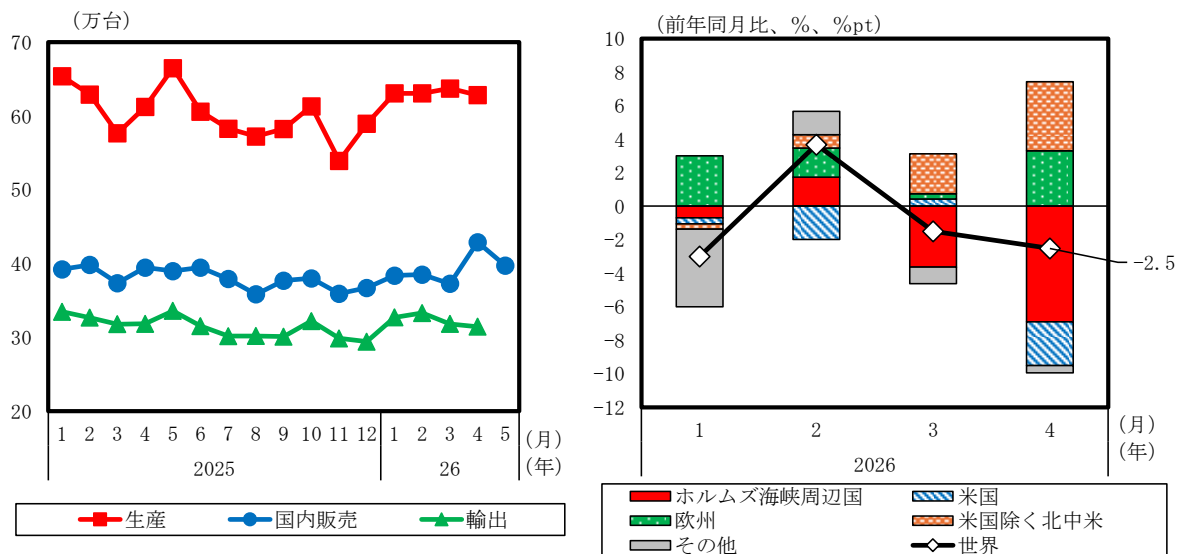 （万台）
70
60
50
40
30
20
1 2 3 4 5 6 7 8 9 10 11 12 1 2 3 4 5 （月）
2025 26 （年）
生産 国内販売 輸出
（前年同月比、%、%pt）
10
8
6
4
2
0
−2
−4
−6
−8
−10
−12
-2.5
1 2 3 4 （月）
2026 （年）
ホルムズ海峡周辺国 米国
欧州 米国除く北中米
その他 世界